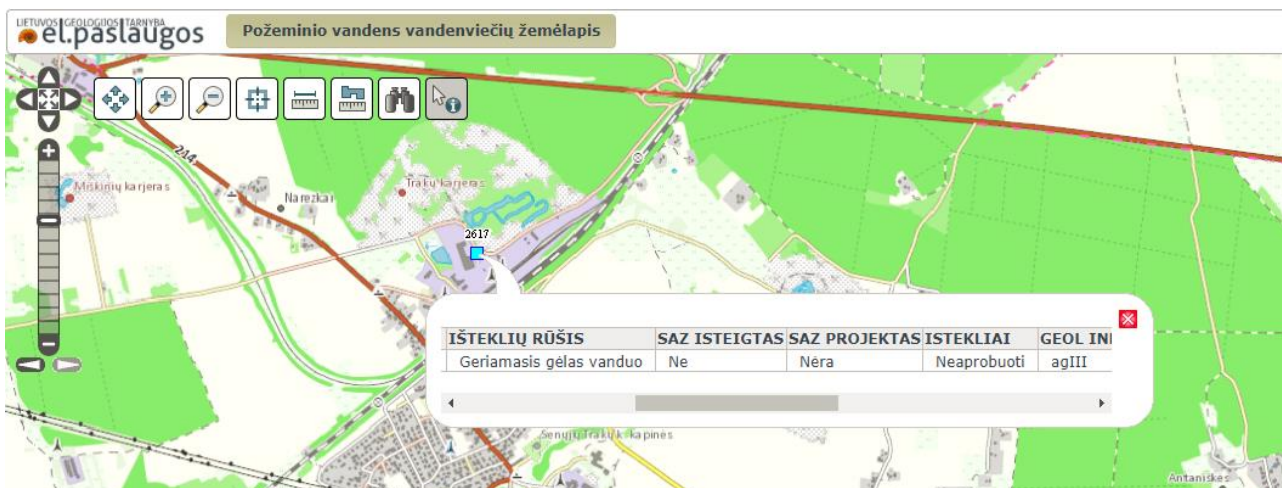 LIETUVOS GEOLOGIJOS TARNYBA
el.paslaugos
Požeminio vandens vandenviečių žemėlapis
244
Miškinių karjeras
Narezkai
Trakų karjeras
2617
IŠTEKLIŲ RŪŠIS SAZ ISTEIGTAS SAZ PROJEKTAS ISTEKLIAI GEOL IN
Geriamasis gėlas vanduo Ne Nėra Neaprobuoti agIII
Senųjų Trakų k. kapinės
Antaniškės